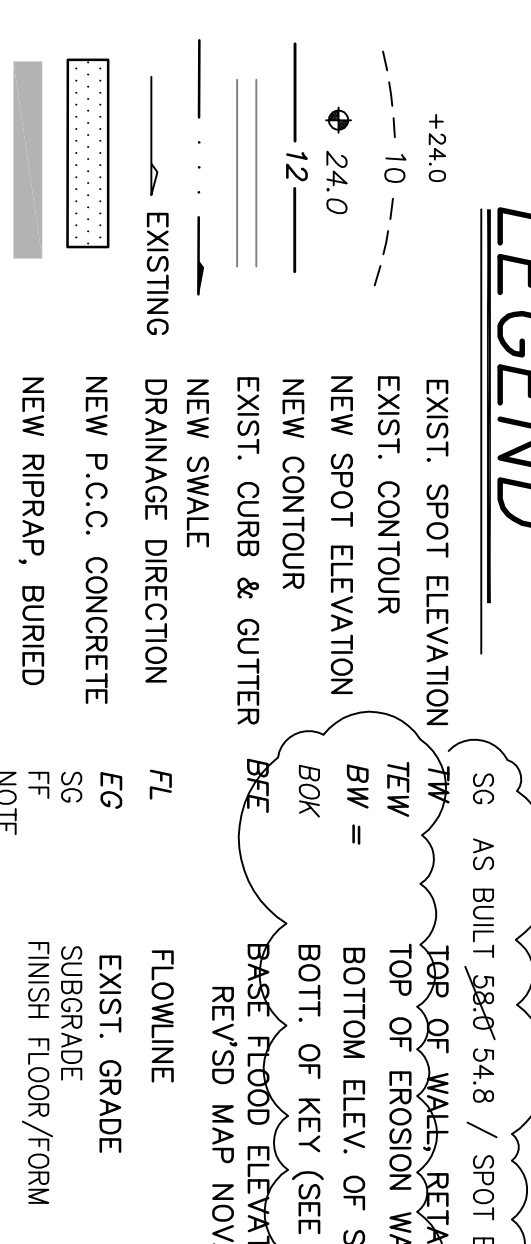 LEGEND
+24.0 EXIST. SPOT ELEVATION
10 EXIST. CONTOUR
24.0 NEW SPOT ELEVATION
12 NEW CONTOUR
EXIST. CURB & GUTTER
NEW SWALE
EXISTING DRAINAGE DIRECTION
NEW P.C.C. CONCRETE
NEW RIPRAP, BURIED
SG AS BUILT 58.0 54.8 / SPOT
TW TOP OF WALL,
TEW TOP OF EROSION
BW = BOTTOM ELEV. OF
BOK BOTT. OF KEY (SEE
BFE BASE FLOOD
REV'SD MAP NOV.
FL FLOWLINE
EG EXIST. GRADE
SG SUBGRADE
FF FINISH FLOOR/FORM
NOTE